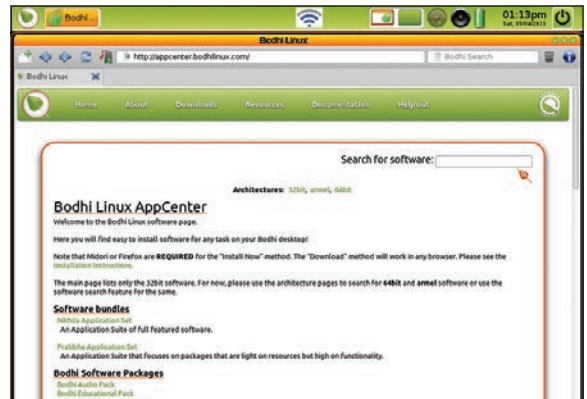 Bodhi ...
01:13pm
Bodhi Linux
http://appcenter.bodhilinux.com/
Bodhi Search
Bodhi Linux
Home About Downloads Resources Documentation Helpout
Search for software:
Architectures: 32bit, armel, 64bit
Bodhi Linux AppCenter
Welcome to the Bodhi Linux software page.
Here you will find easy to install software for any task on your Bodhi desktop!
Note that Midori or Firefox are REQUIRED for the "Install Now" method. The "Download" method will work in any browser. Please see the
Installation Instructions.
The main page lists only the 32bit software. For now, please use the architecture pages to search for 64bit and armel software or use the
software search feature for the same.
Software bundles
Nikhila Application Set
An Application Suite of full featured software.
Pratibha Application Set
An Application Suite that focuses on packages that are light on resources but high on functionality.
Bodhi Software Packages
Bodhi Audio Pack
Bodhi Educational Pack